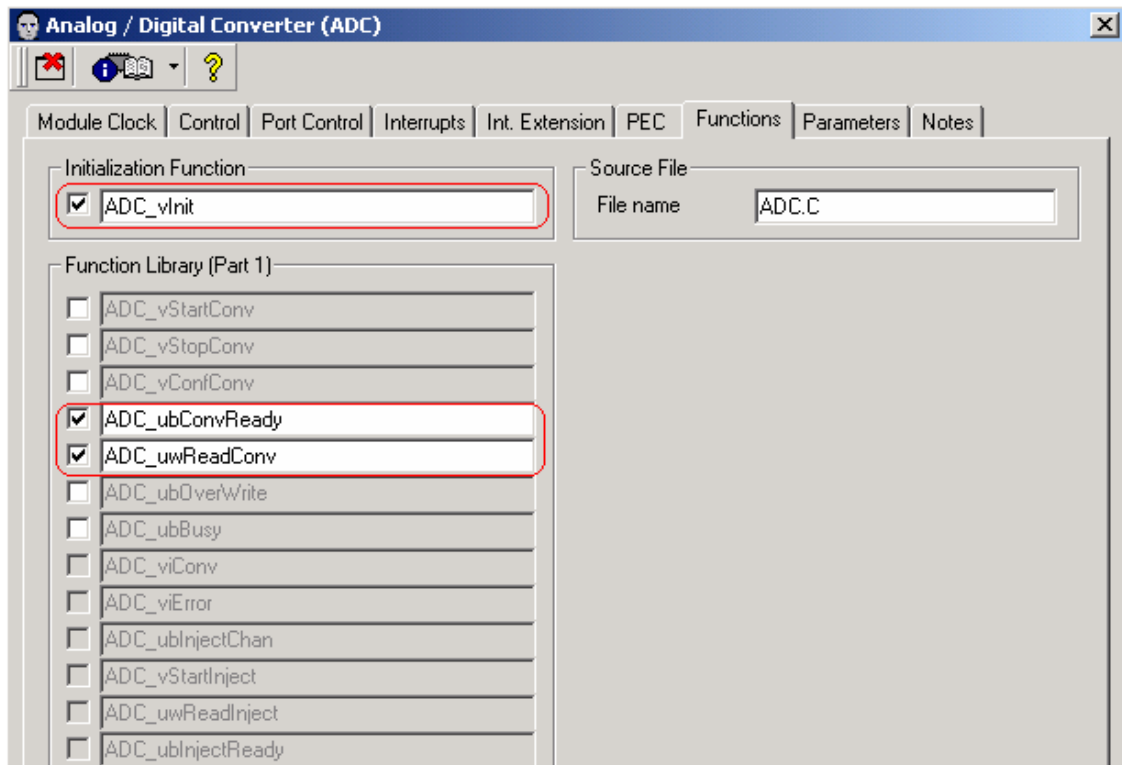 Analog / Digital Converter (ADC)
Module Clock Control Port Control Interrupts Int. Extension PEC Functions Parameters Notes
Initialization Function
ADC_vInit
Source File
File name ADC.C
Function Library (Part 1)
ADC_vStartConv
ADC_vStopConv
ADC_vConfConv
ADC_ubConvReady
ADC_uwReadConv
ADC_ubOverWrite
ADC_ubBusy
ADC_viConv
ADC_viError
ADC_ubInjectChan
ADC_vStartInject
ADC_uwReadInject
ADC_ubInjectReady